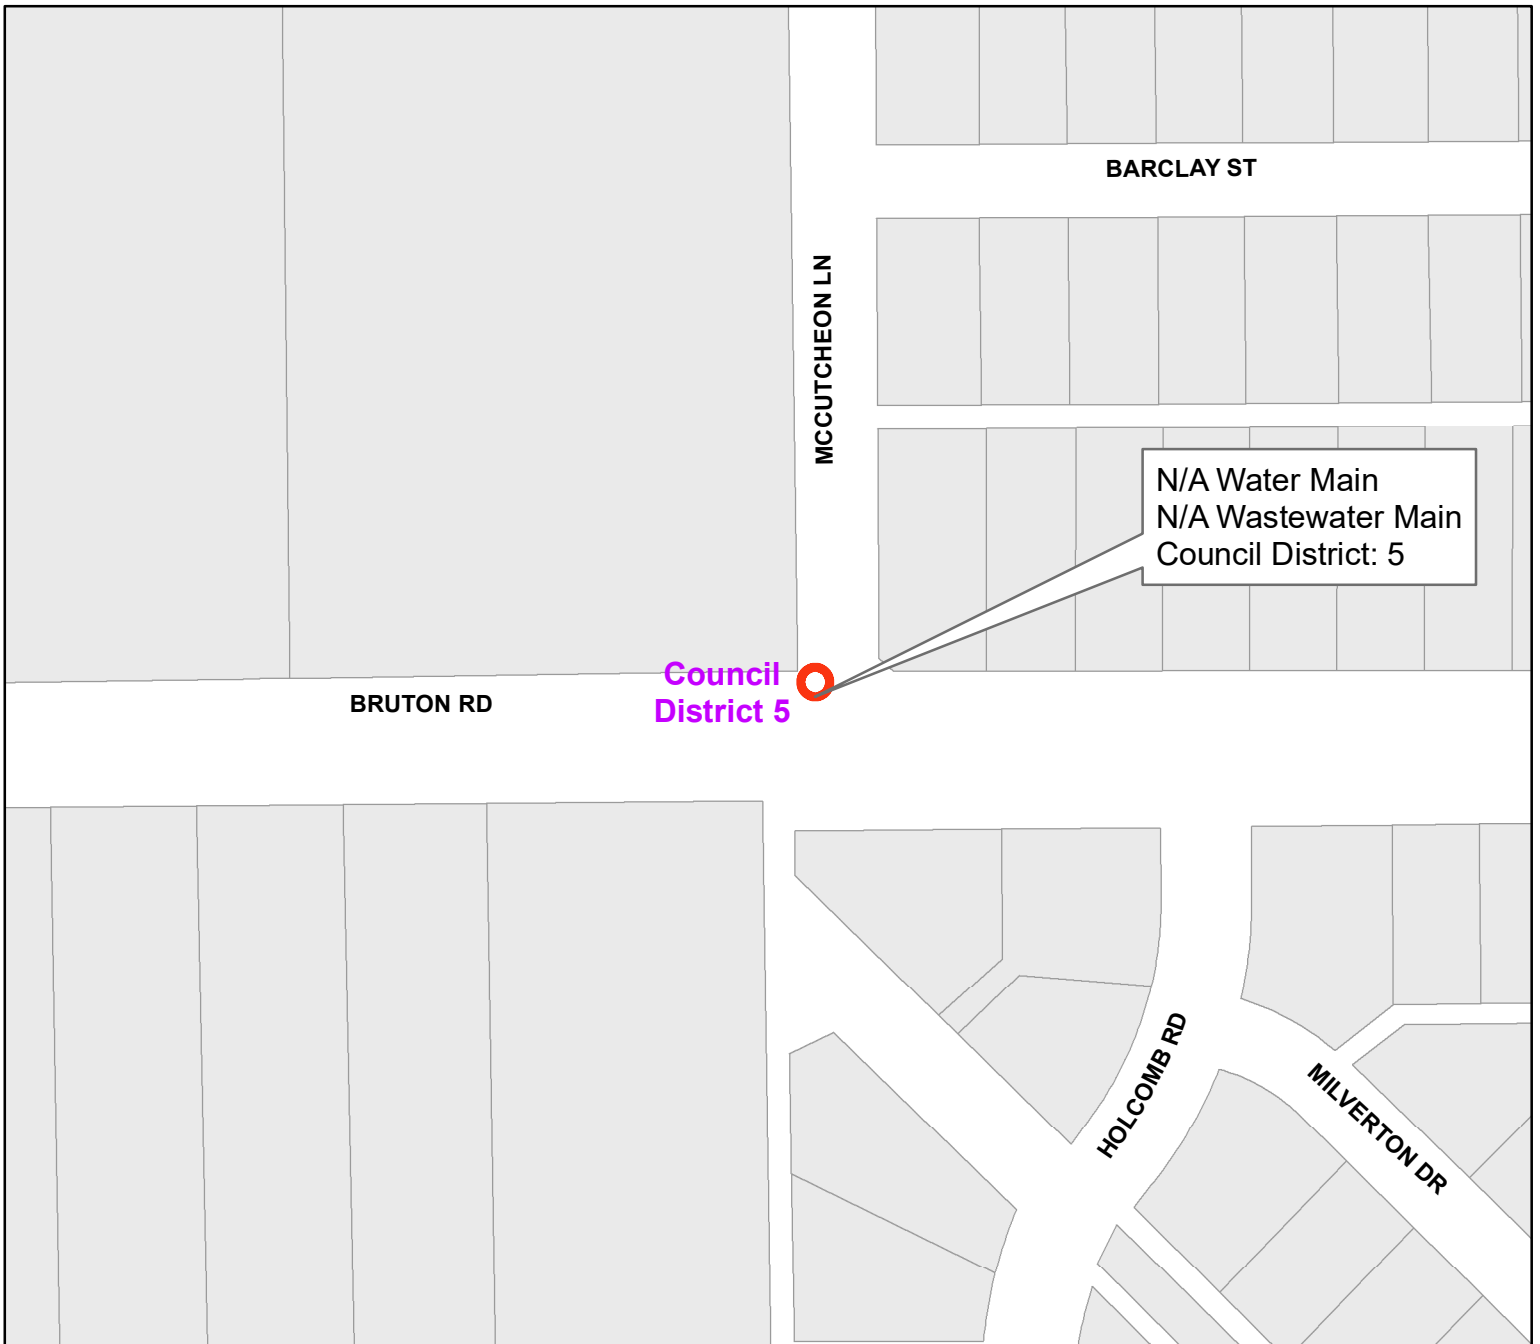 BARCLAY ST
MCCUTCHEON LN
N/A Water Main
N/A Wastewater Main
Council District: 5
Council
District 5
BRUTON RD
HOLCOMB RD
MILVERTON DR